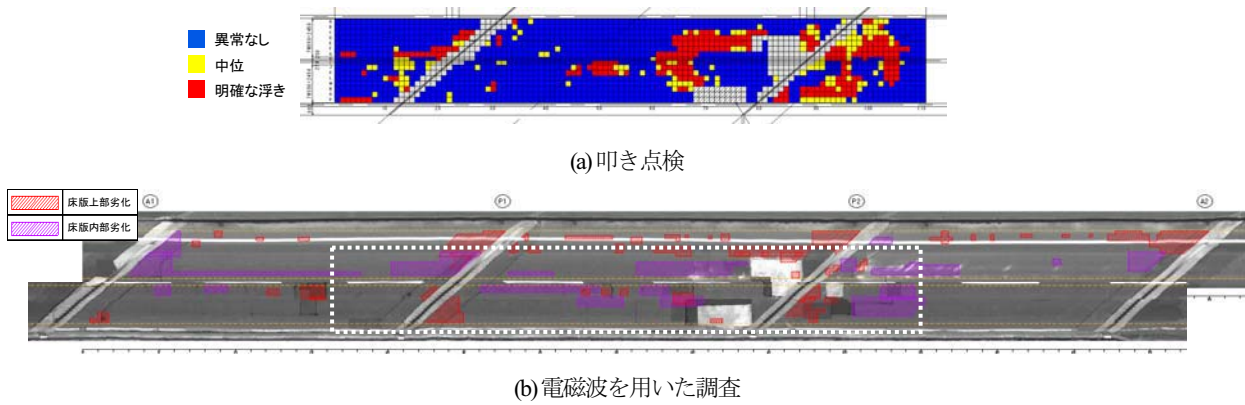 異常なし
中位
明確な浮き
(a) 叩き点検
床版上部劣化
床版内部劣化
A1
P1
P2
A2
(b) 電磁波を用いた調査